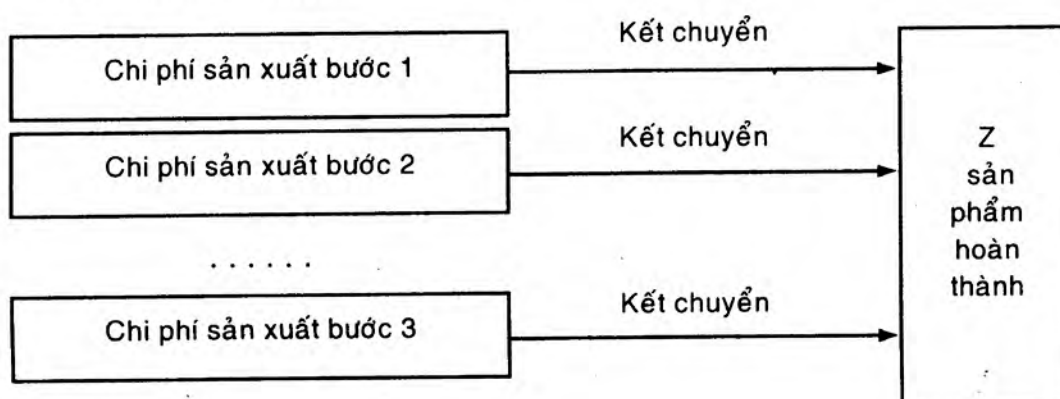 Kết chuyển
Chi phí sản xuất bước 1
Kết chuyển
Chi phí sản xuất bước 2
. . . . . .
Kết chuyển
Chi phí sản xuất bước 3
Z
sản
phẩm
hoàn
thành